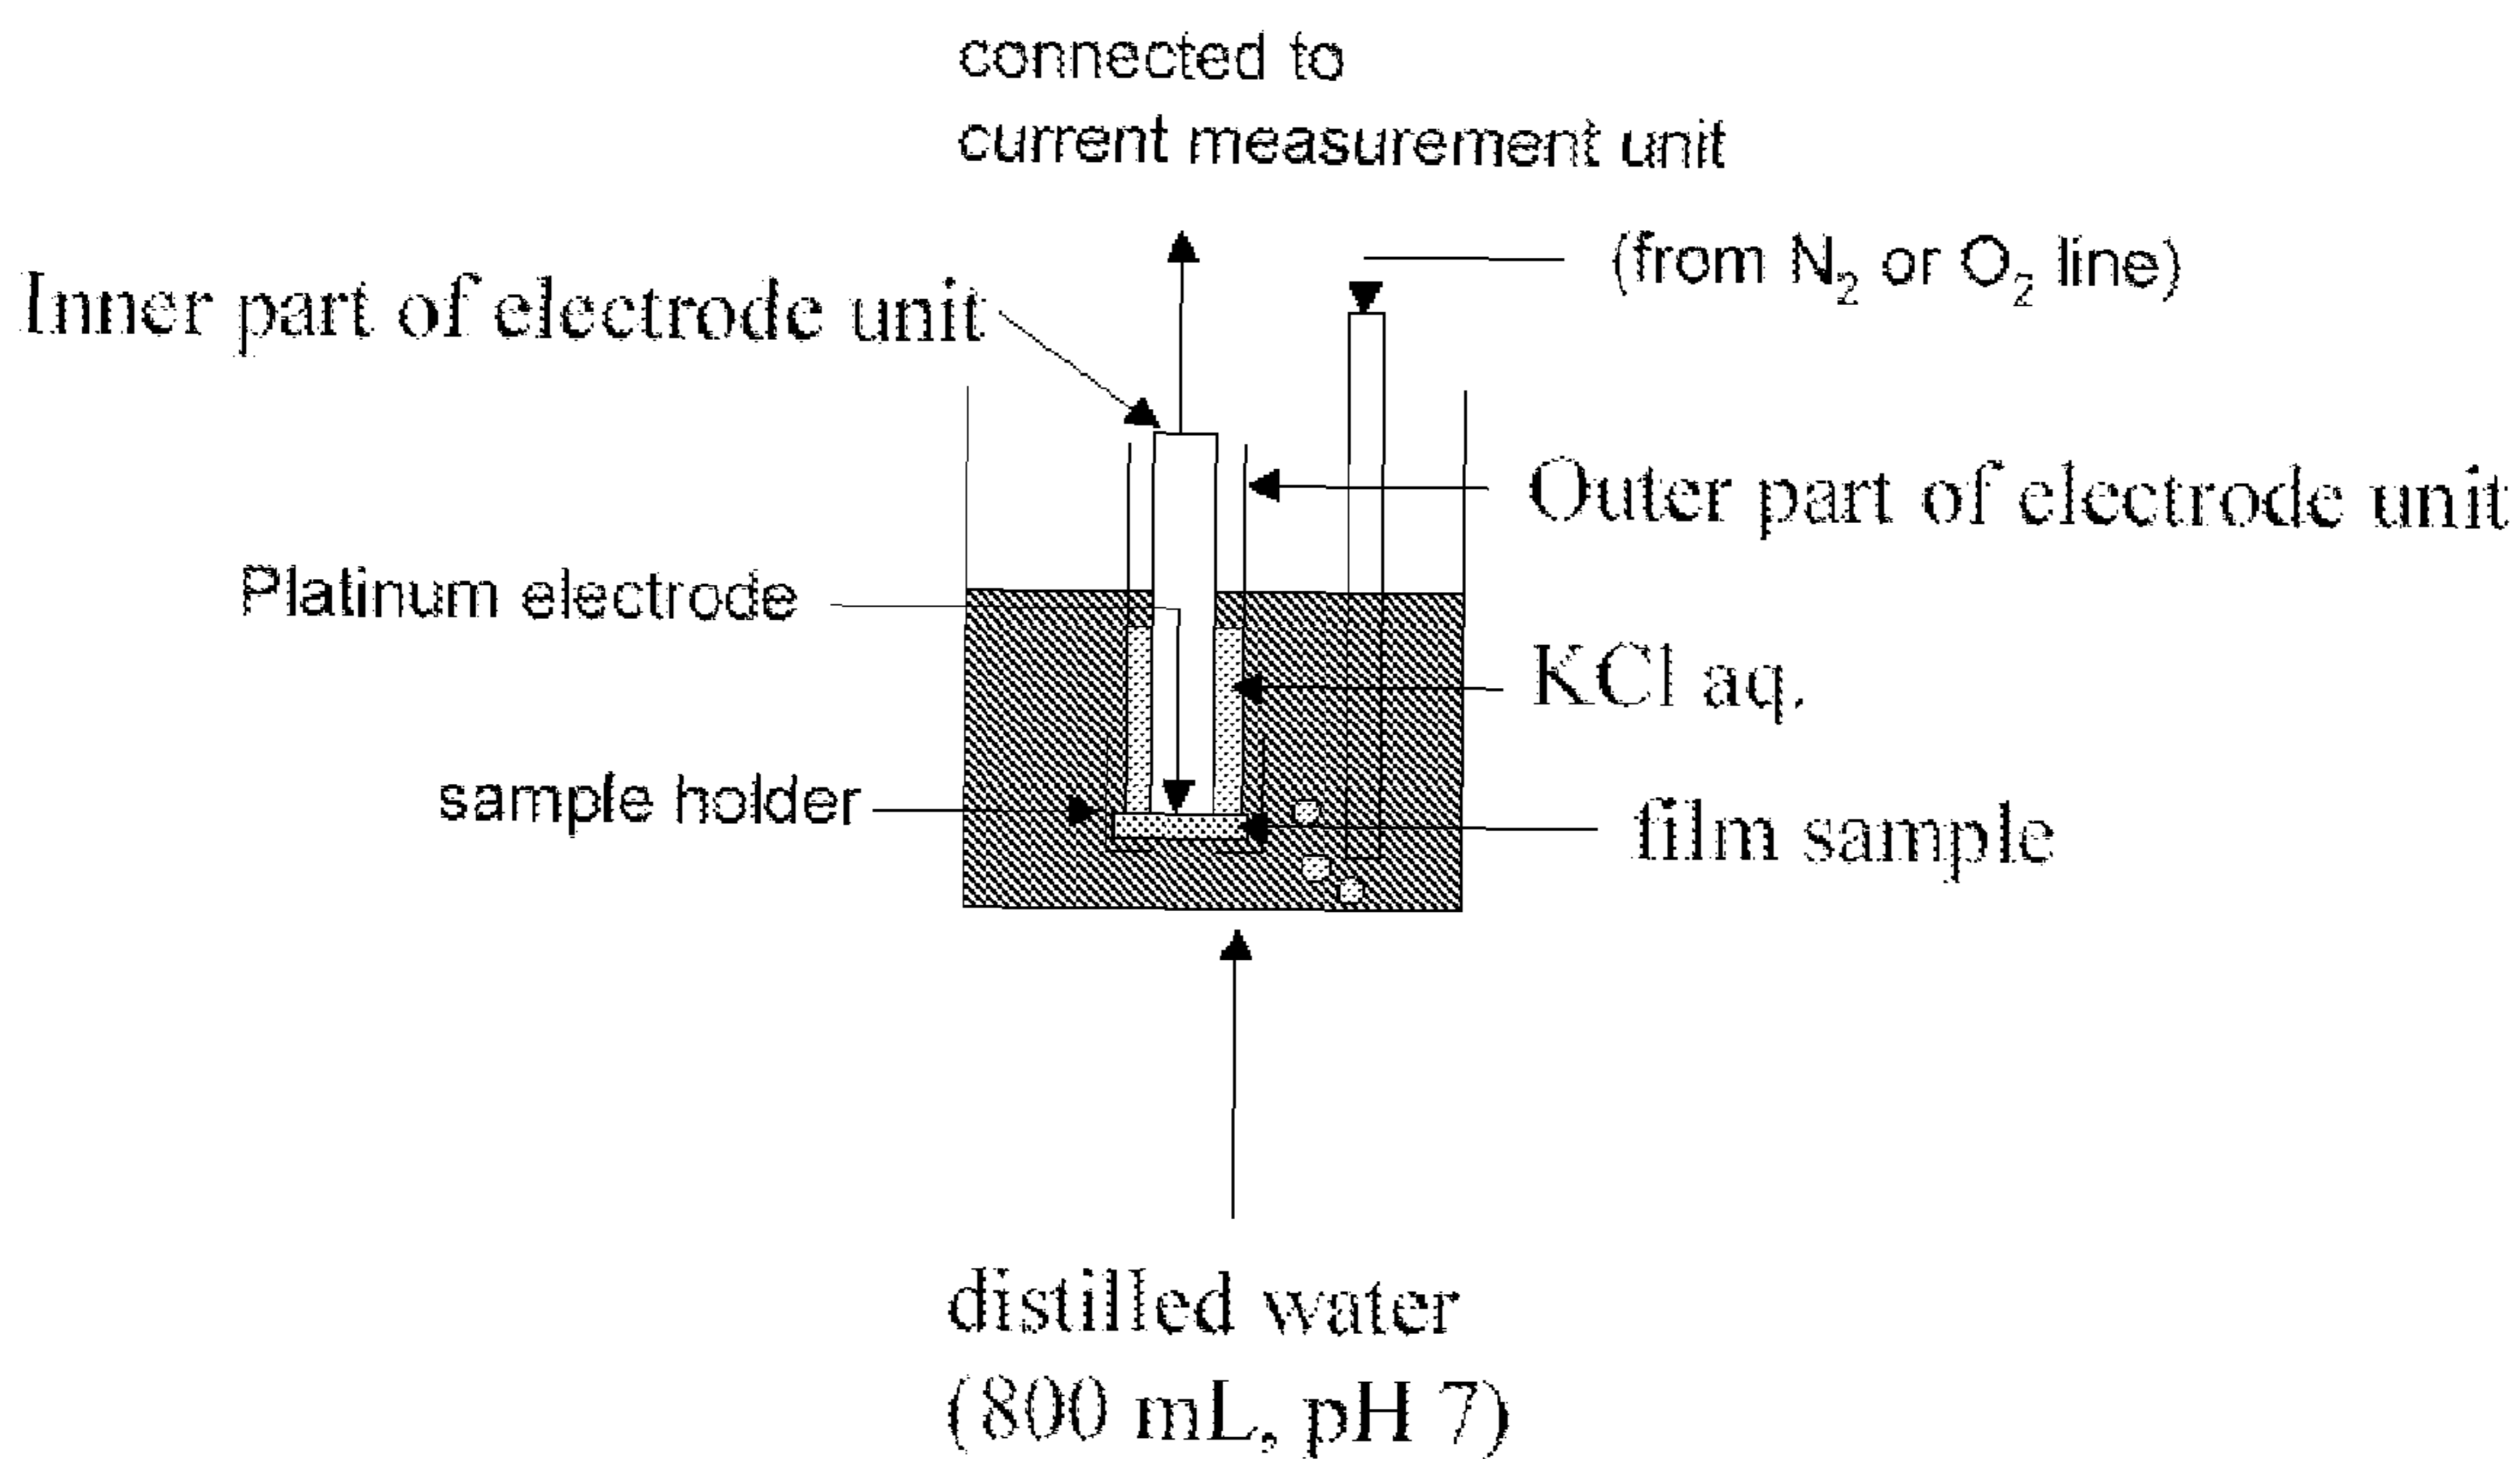 connected to
current measurement unit
(from N₂ or O₂ line)
Inner part of electrode unit
Outer part of electrode unit
Platinum electrode
KCl aq.
sample holder
film sample
distilled water
(800 mL, pH 7)